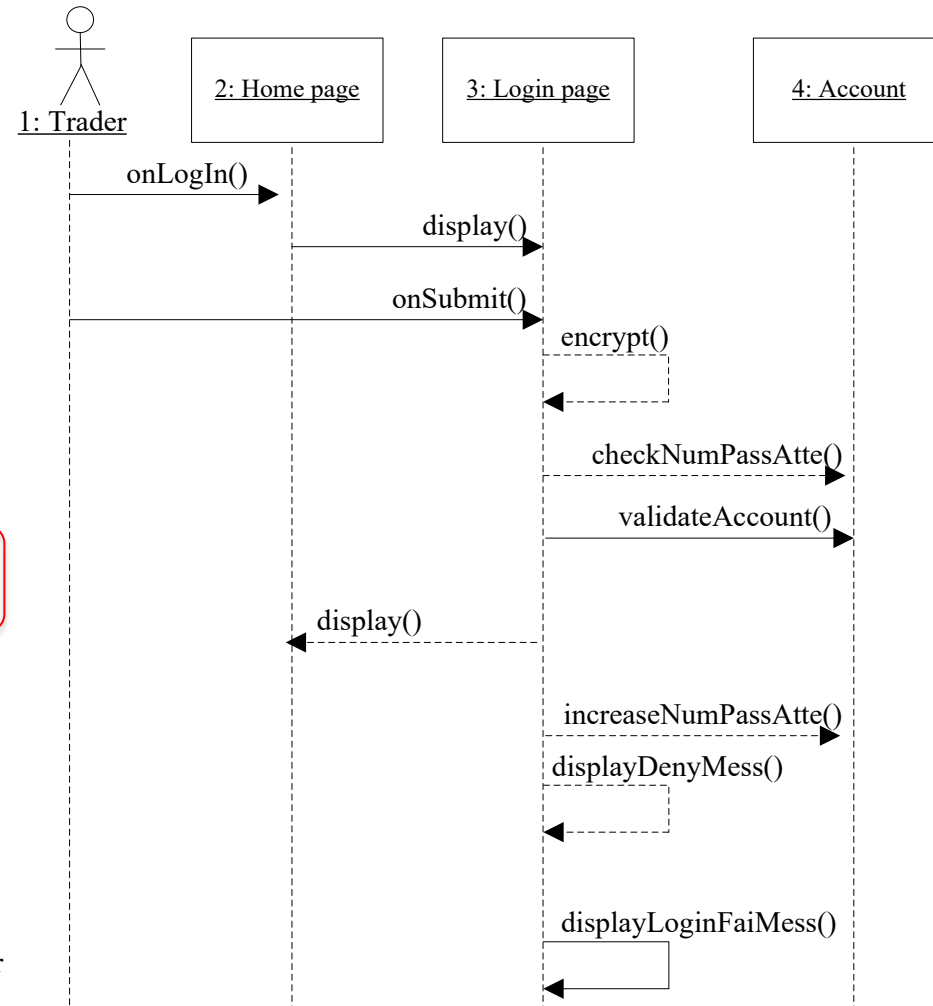 1: Trader
2: Home page
3: Login page
4: Account
onLogIn()
display()
onSubmit()
encrypt()
checkNumPassAtte()
validateAccount()
display()
increaseNumPassAtte()
displayDenyMess()
displayLoginFaiMess()